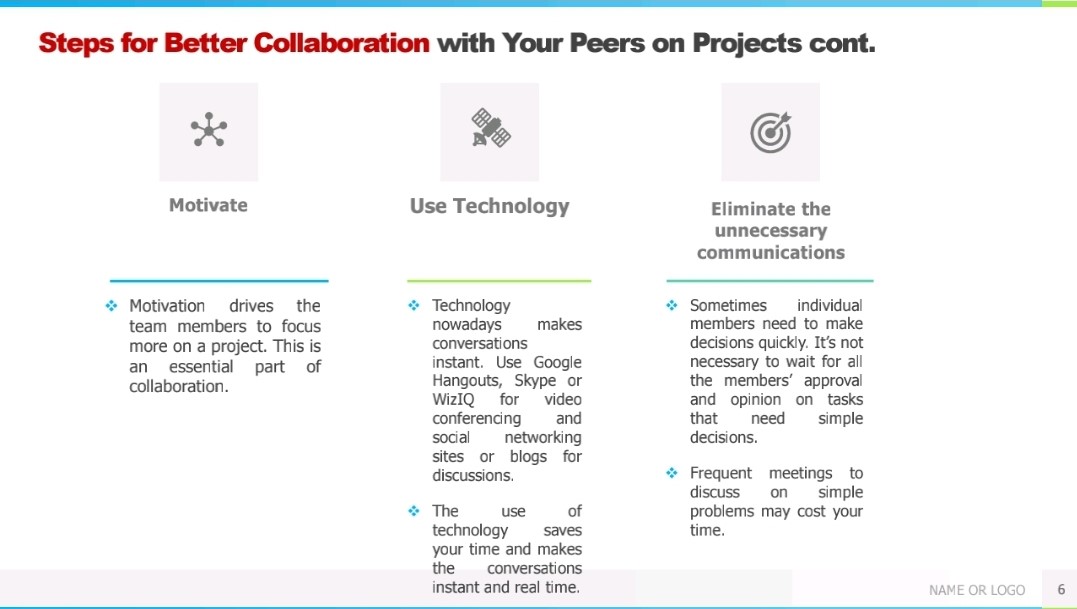 Steps for Better Collaboration with Your Peers on Projects cont.
Motivate
Motivation drives the
team members to focus
more on a project. This is
an essential part of
collaboration.
Use Technology
Technology
nowadays makes
conversations
instant. Use Google
Hangouts, Skype or
WizIQ for video
conferencing and
social networking
sites or blogs for
discussions.
The use of
technology saves
your time and makes
the conversations
instant and real time.
Eliminate the
unnecessary
communications
Sometimes individual
members need to make
decisions quickly. It’s not
necessary to wait for all
the members’ approval
and opinion on tasks
that need simple
decisions.
Frequent meetings to
discuss on simple
problems may cost your
time.
NAME OR LOGO
6